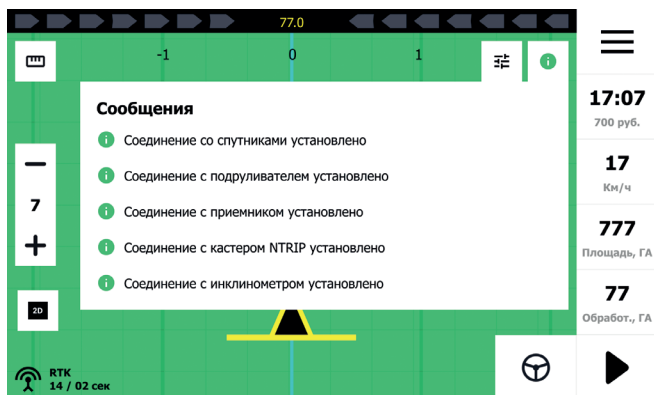 77.0
-1 0 1
Сообщения
Соединение со спутниками установлено
Соединение с подруливателем установлено
Соединение с приемником установлено
Соединение с кастером NTRIP установлено
Соединение с инклинометром установлено
7
2D
RTK
14 / 02 сек
17:07
700 руб.
17
Км/ч
777
Площадь, ГА
77
Обработ., ГА